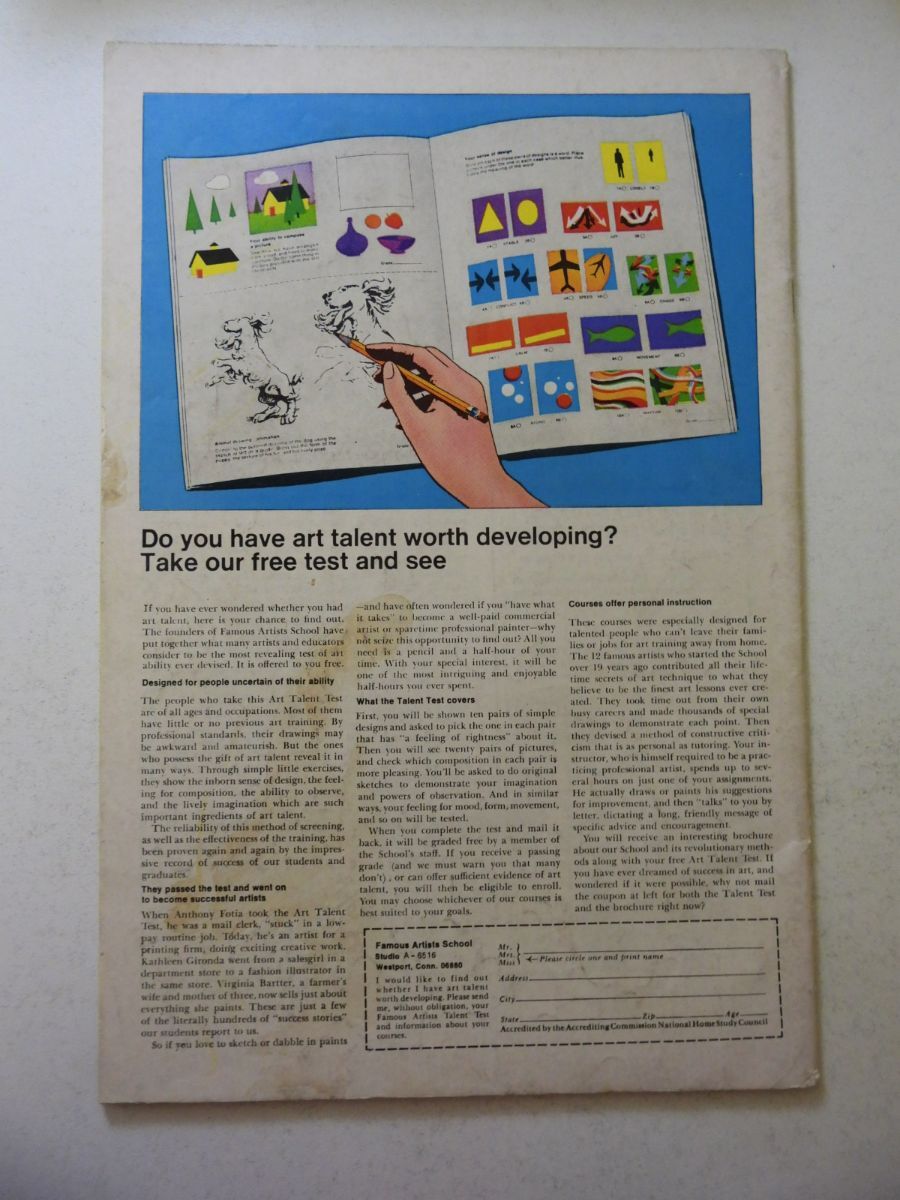 Your sense of design
Your ability to complete
a picture
STABLE
CONFLICT
SPEED
MOVEMENT
Do you have art talent worth developing?
Take our free test and see
If you have ever wondered whether you had
art talent, here is your chance to find out.
The founders of Famous Artists School have
put together what many artists and educators
consider to be the most revealing test of art
ability ever devised. It is offered to you free.
Designed for people uncertain of their ability
The people who take this Art Talent Test
are of all ages and occupations. Most of them
have little or no previous art training. By
professional standards, their drawings may
be awkward and amateurish. But the ones
who possess the gift of art talent reveal it in
many ways. Through simple little exercises,
they show the inborn sense of design, the feel-
ing for composition, the ability to observe,
and the lively imagination which are such
important ingredients of art talent.
The reliability of this method of screening,
as well as the effectiveness of the training, has
been proven again and again by the impres-
sive record of success of our students and
graduates.
They passed the test and went on
to become successful artists
When Anthony Fotia took the Art Talent
Test, he was a mail clerk, "stuck" in a low-
pay routine job. Today, he's an artist for a
printing firm, doing exciting creative work.
Kathleen Gironda went from a salesgirl in a
department store to a fashion illustrator in
the same store. Virginia Bartter, a farmer's
wife and mother of three, now sells just about
everything she paints. These are just a few
of the literally hundreds of "success stories"
our students report to us.
So if you love to sketch or dabble in paints
—and have often wondered if you "have what
it takes" to become a well-paid commercial
artist or sparetime professional painter—why
not seize this opportunity to find out? All you
need is a pencil and a half-hour of your
time. With your special interest, it will be
one of the most intriguing and enjoyable
half-hours you ever spent.
What the Talent Test covers
First, you will be shown ten pairs of simple
designs and asked to pick the one in each pair
that has "a feeling of rightness" about it.
Then you will see twenty pairs of pictures,
and check which composition in each pair is
more pleasing. You'll be asked to do original
sketches to demonstrate your imagination
and powers of observation. And in similar
ways, your feeling for mood, form, movement,
and so on will be tested.
When you complete the test and mail it
back, it will be graded free by a member of
the School's staff. If you receive a passing
grade (and we must warn you that many
don't), or can offer sufficient evidence of art
talent, you will then be eligible to enroll.
You may choose whichever of our courses is
best suited to your goals.
Courses offer personal instruction
These courses were especially designed for
talented people who can't leave their fami-
lies or jobs for art training away from home.
The 12 famous artists who started the School
over 19 years ago contributed all their life-
time secrets of art technique to what they
believe to be the finest art lessons ever cre-
ated. They took time out from their own
busy careers and made thousands of special
drawings to demonstrate each point. Then
they devised a method of constructive criti-
cism that is as personal as tutoring. Your in-
structor, who is himself required to be a prac-
ticing professional artist, spends up to sev-
eral hours on just one of your assignments.
He actually draws or paints his suggestions
for improvement, and then "talks" to you by
letter, dictating a long, friendly message of
specific advice and encouragement.
You will receive an interesting brochure
about our School and its revolutionary meth-
ods along with your free Art Talent Test. If
you have ever dreamed of success in art, and
wondered if it were possible, why not mail
the coupon at left for both the Talent Test
and the brochure right now?
Famous Artists School
Studio A - 6516
Westport, Conn. 06880
I would like to find out
whether I have art talent
worth developing. Please send
me, without obligation, your
Famous Artists Talent Test
and information about your
courses.
Mr.
Mrs.
Miss
Please circle one and print name
Address
City
State Zip Age
Accredited by the Accrediting Commission National Home Study Council